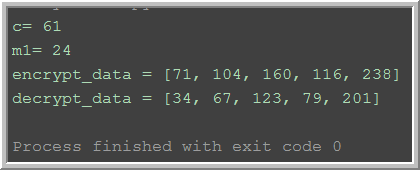 c= 61
m1= 24
encrypt_data = [71, 104, 160, 116, 238]
decrypt_data = [34, 67, 123, 79, 201]
Process finished with exit code 0